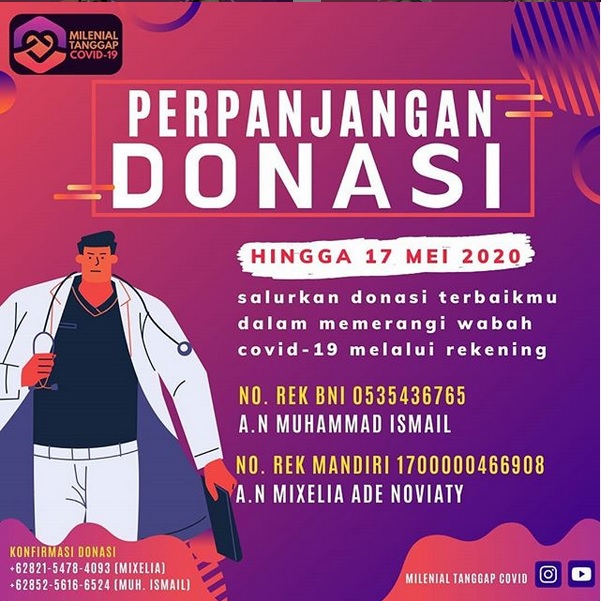 MILENIAL
TANGGAP
COVID-19
PERPANJANGAN
DONASI
HINGGA 17 MEI 2020
salurkan donasi terbaikmu
dalam memerangi wabah
covid-19 melalui rekening
NO. REK BNI 0535436765
A.N MUHAMMAD ISMAIL
NO. REK MANDIRI 1700000466908
A.N MIXELIA ADE NOVIATY
KONFIRMASI DONASI
+62821-5478-4093 (MIXELIA)
+62852-5616-6524 (MUH. ISMAIL)
MILENIAL TANGGAP COVID